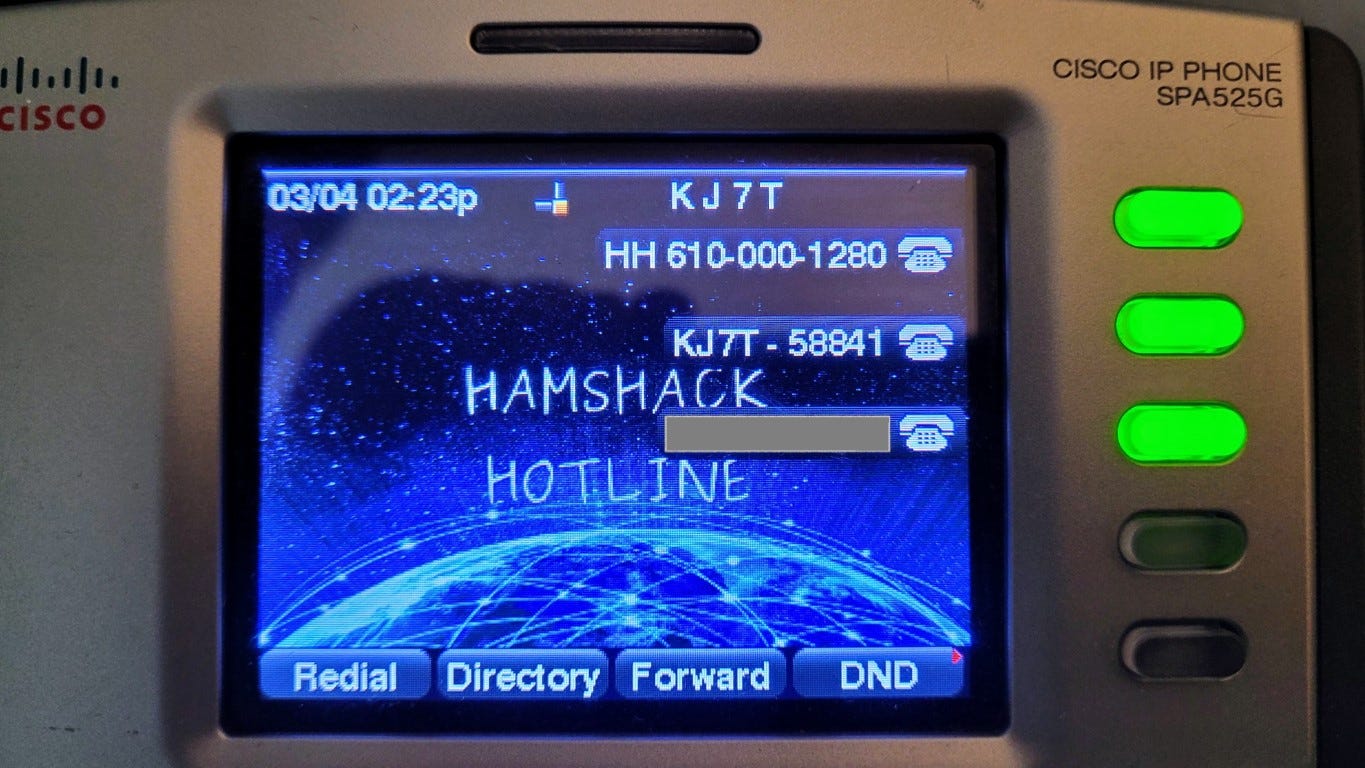 CISCO
CISCO IP PHONE
SPA525G
03/04 02:23p
KJ7T
HH 610-000-1280
KJ7T - 58841
HAMSHACK
HOTLINE
Redial
Directory
Forward
DND